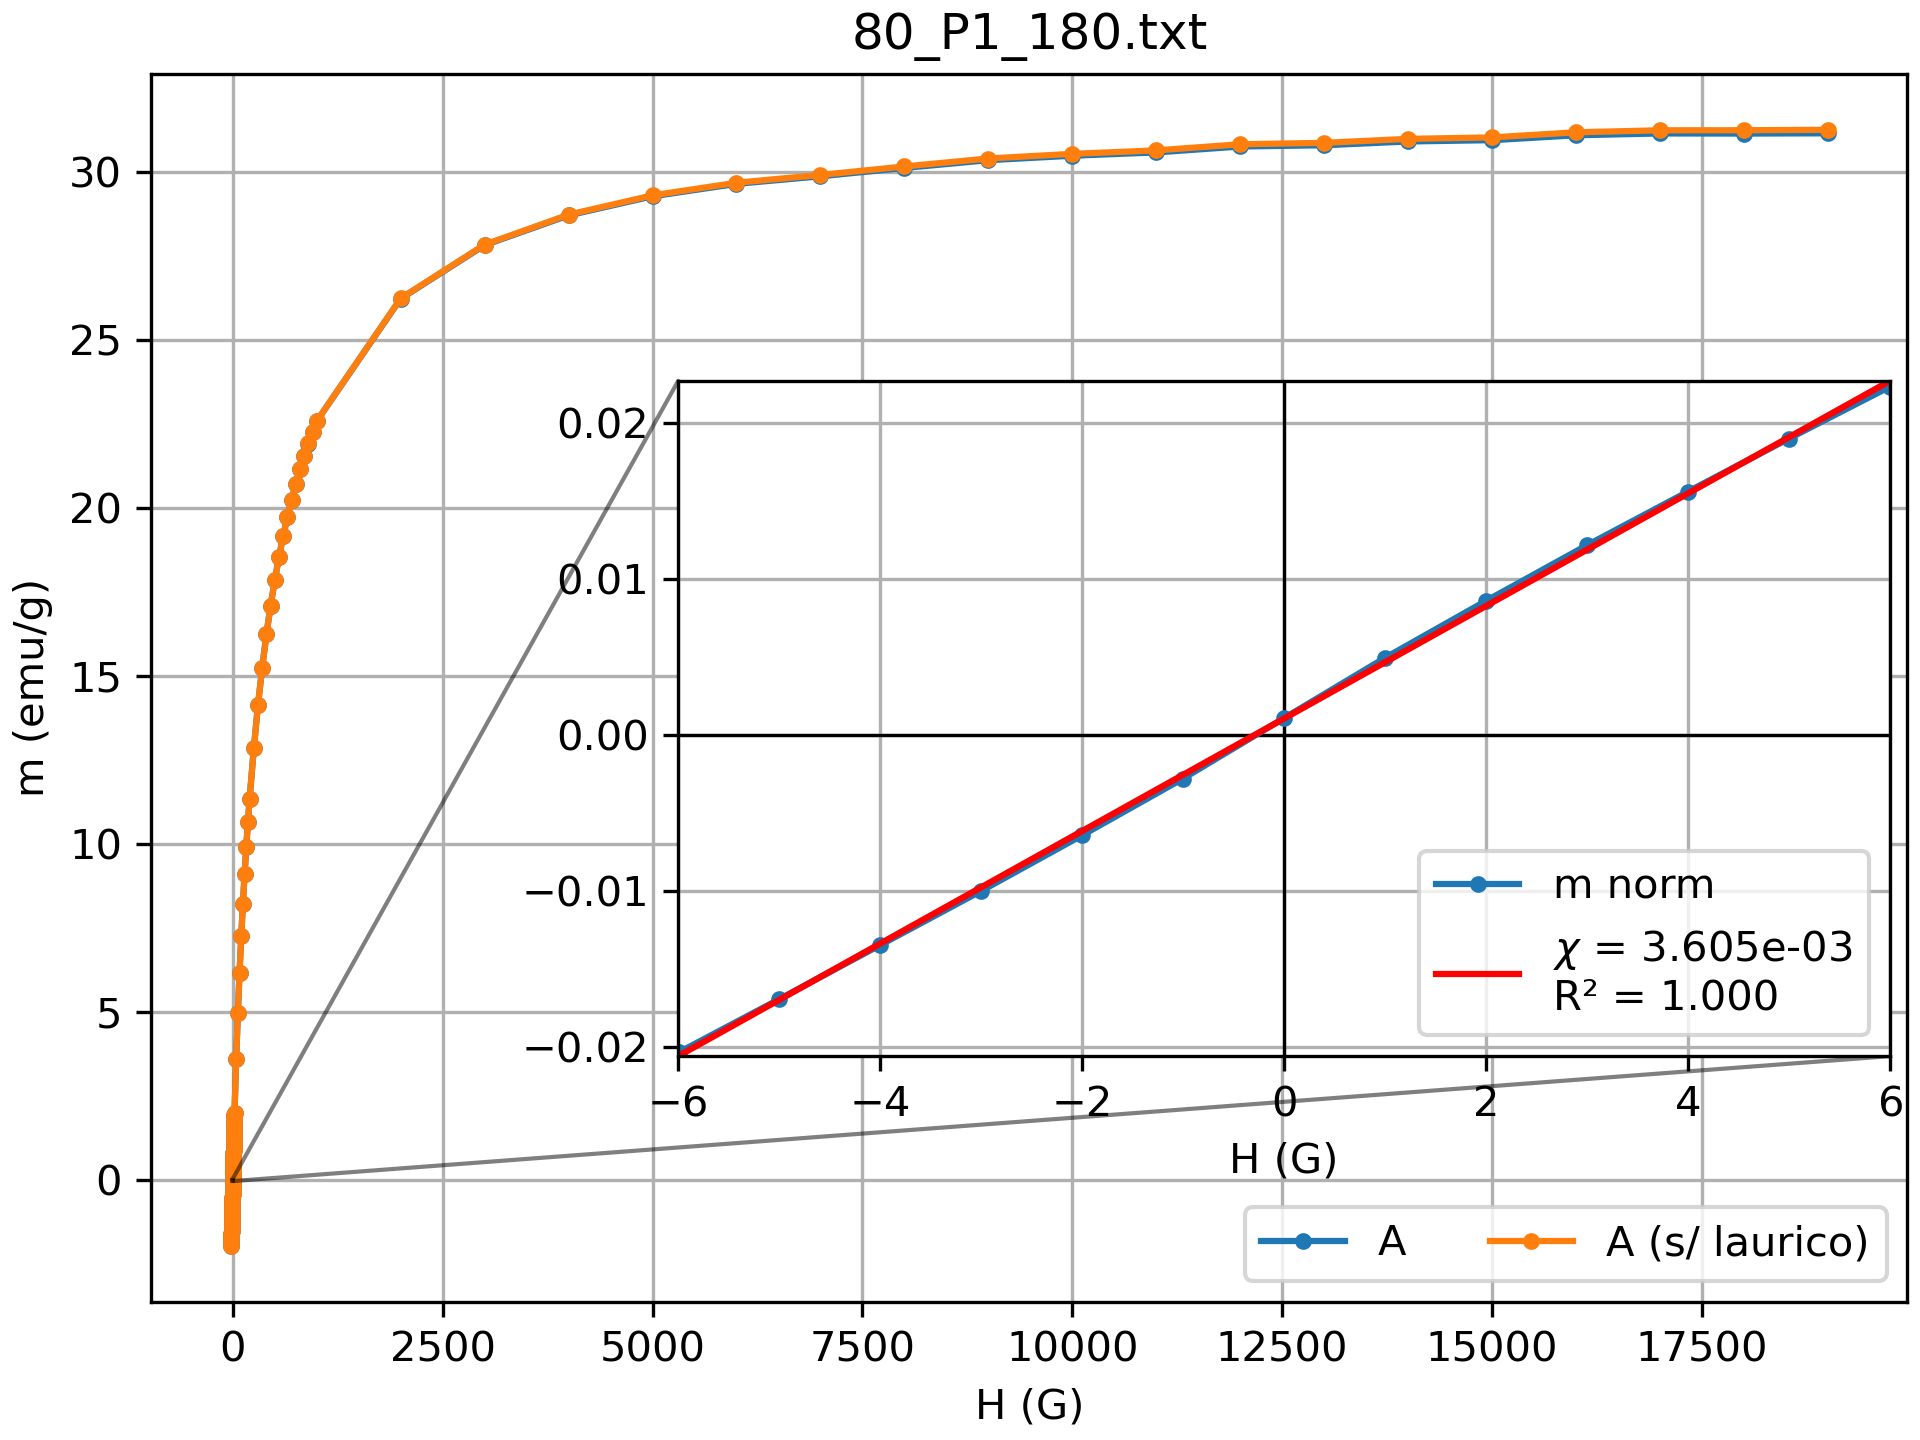 80_P1_180.txt
m (emu/g)
30
25
20
15
10
5
0
0.02
0.01
0.00
−0.01
−0.02
m norm
χ = 3.605e-03
R² = 1.000
−6 −4 −2 0 2 4 6
H (G)
A A (s/ laurico)
0 2500 5000 7500 10000 12500 15000 17500
H (G)